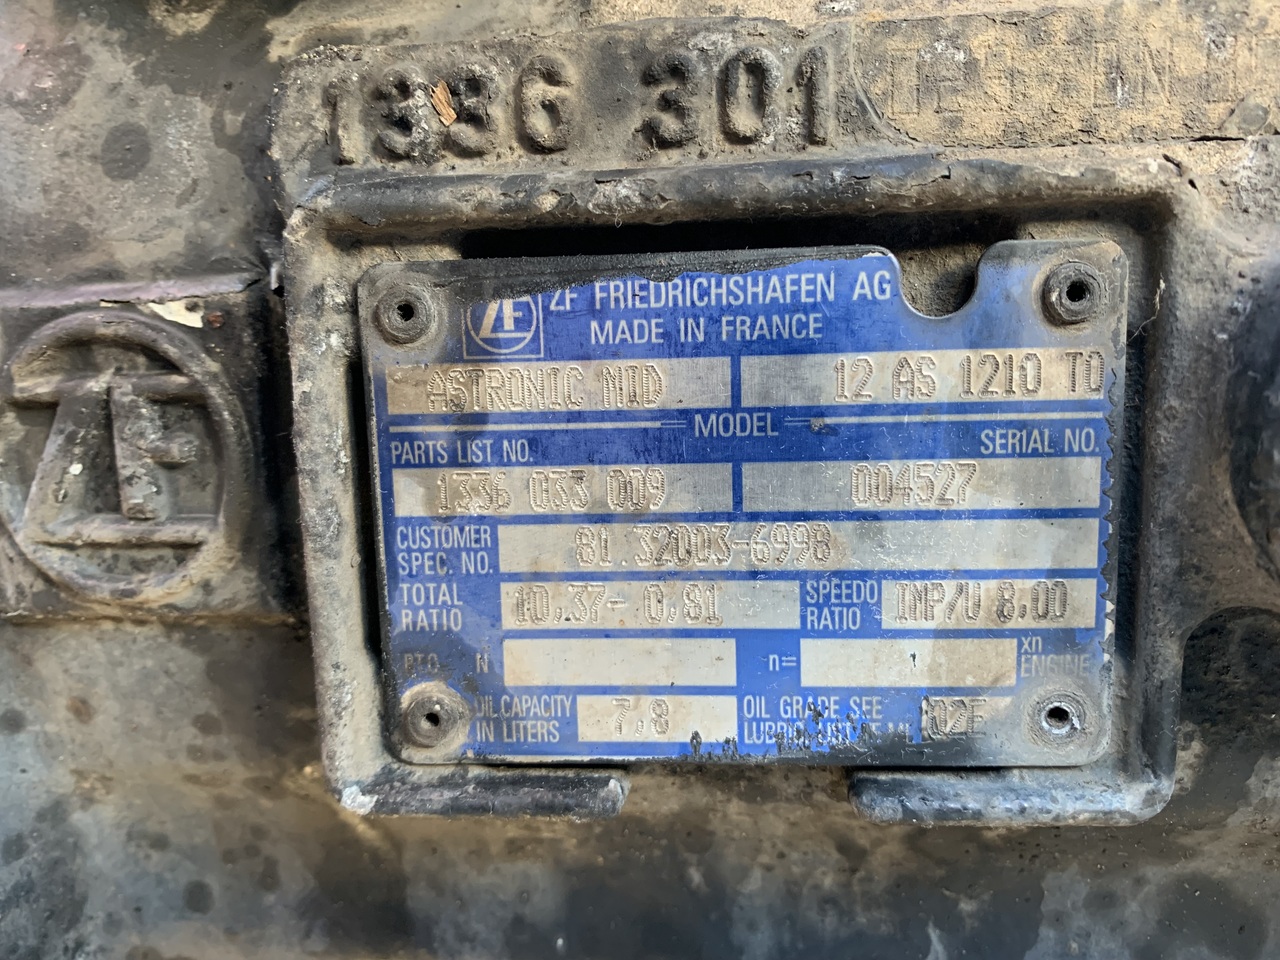 1336 301
ZF ZF FRIEDRICHSHAFEN AG
MADE IN FRANCE
ASTRONIC MID 12 AS 1210 TO
MODEL
PARTS LIST NO. SERIAL NO.
1336 033 009 004527
CUSTOMER SPEC. NO. 81.32003-6998
TOTAL RATIO 10.37- 0.81 SPEEDO RATIO IMP/U 8.00
PTO N n= xn ENGINE
OIL CAPACITY IN LITERS 7,8 OIL GRADE SEE 02E
ZF